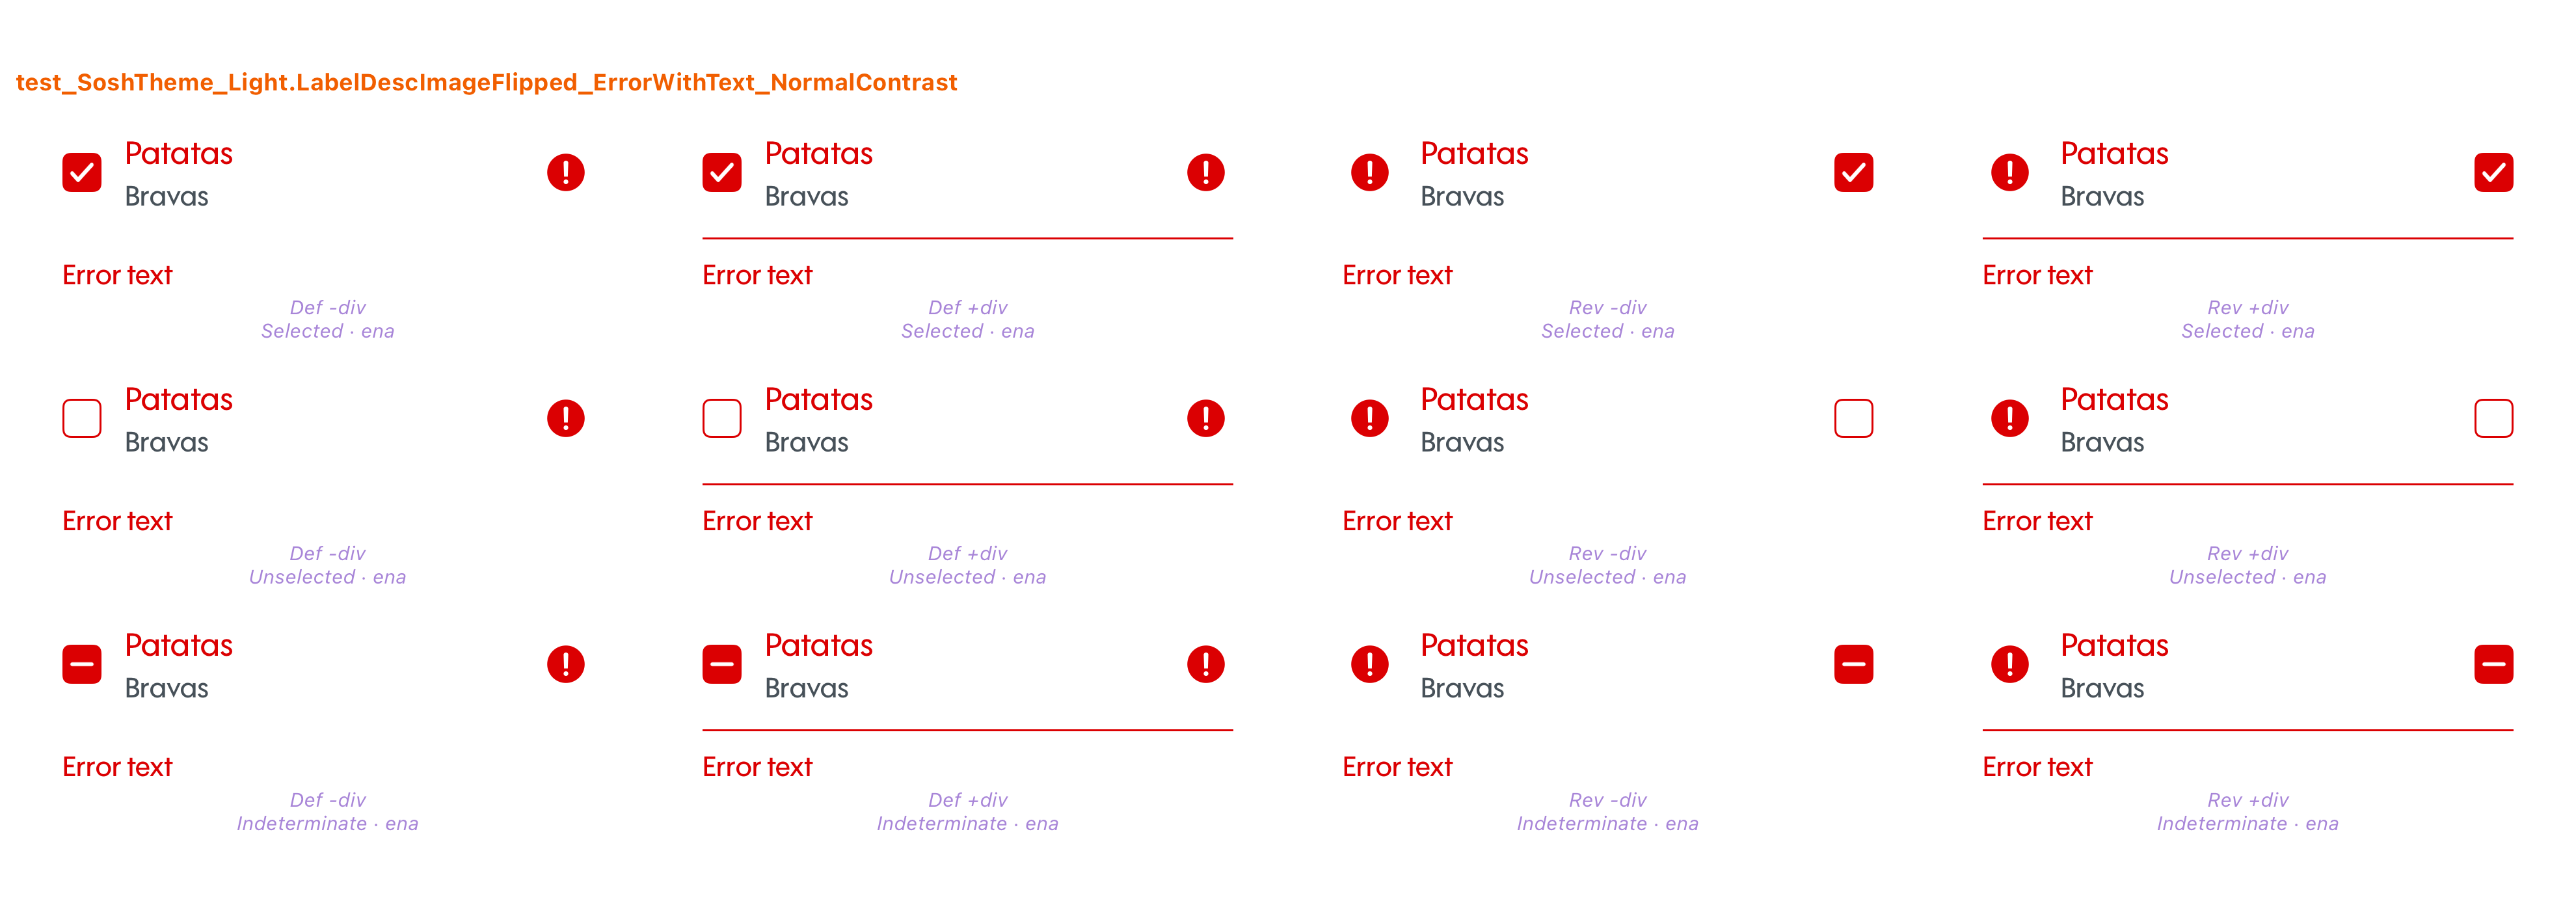 test_SoshTheme_Light.LabelDescImageFlipped_ErrorWithText_NormalContrast
Patatas
Bravas
Error text
Def -div
Selected · ena
Patatas
Bravas
Error text
Def +div
Selected · ena
Patatas
Bravas
Error text
Rev -div
Selected · ena
Patatas
Bravas
Error text
Rev +div
Selected · ena
Patatas
Bravas
Error text
Def -div
Unselected · ena
Patatas
Bravas
Error text
Def +div
Unselected · ena
Patatas
Bravas
Error text
Rev -div
Unselected · ena
Patatas
Bravas
Error text
Rev +div
Unselected · ena
Patatas
Bravas
Error text
Def -div
Indeterminate · ena
Patatas
Bravas
Error text
Def +div
Indeterminate · ena
Patatas
Bravas
Error text
Rev -div
Indeterminate · ena
Patatas
Bravas
Error text
Rev +div
Indeterminate · ena